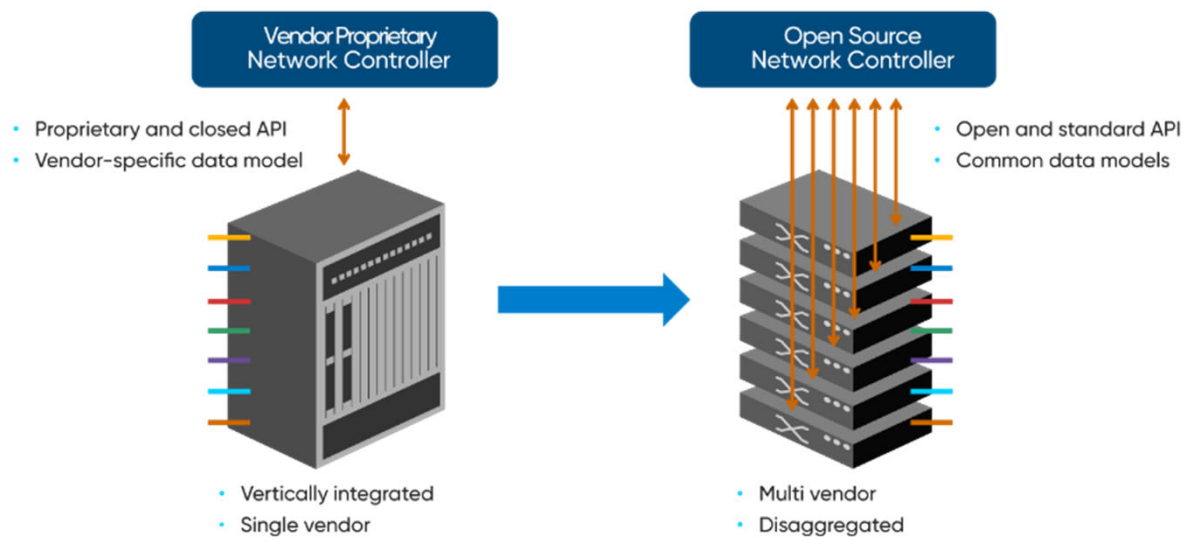 Vendor Proprietary
Network Controller
Open Source
Network Controller
• Proprietary and closed API
• Vendor-specific data model
• Open and standard API
• Common data models
• Vertically integrated
• Single vendor
• Multi vendor
• Disaggregated